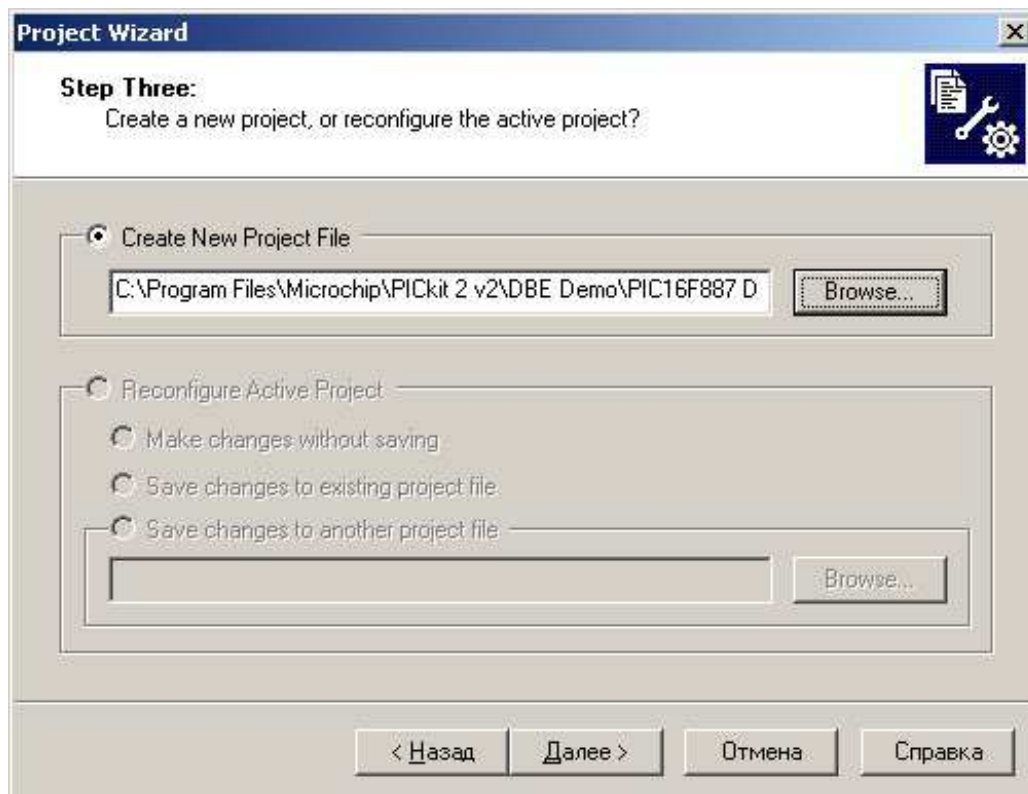 Project Wizard
Step Three:
Create a new project, or reconfigure the active project?
Create New Project File
C:\Program Files\Microchip\PICkit 2 v2\DBE Demo\PIC16F887 D
Browse...
Reconfigure Active Project
Make changes without saving
Save changes to existing project file
Save changes to another project file
Browse...
< Назад
Далее >
Отмена
Справка